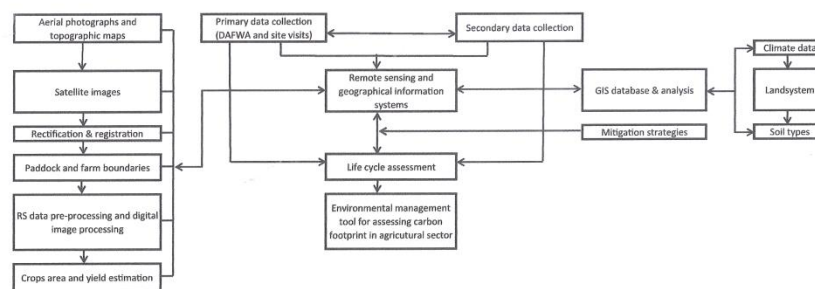 Aerial photographs and
topographic maps
Satellite images
Rectification & registration
Paddock and farm boundaries
RS data pre-processing and digital
image processing
Crops area and yield estimation
Primary data collection
(DAFWA and site visits)
Secondary data collection
Remote sensing and
geographical information
systems
Life cycle assessment
Environmental management
tool for assessing carbon
footprint in agricutural sector
GIS database & analysis
Mitigation strategies
Climate data
Landsystem
Soil types